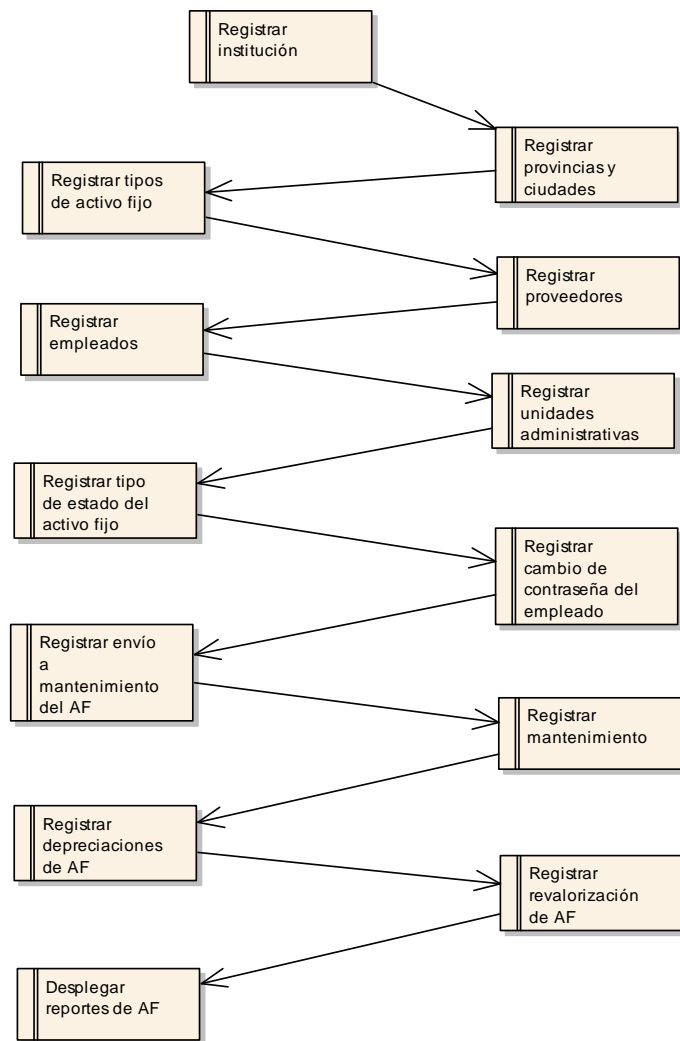 Registrar
institución
Registrar
provincias y
ciudades
Registrar tipos
de activo fijo
Registrar
proveedores
Registrar
empleados
Registrar
unidades
administrativas
Registrar tipo
de estado del
activo fijo
Registrar
cambio de
contraseña del
empleado
Registrar envío
a
mantenimiento
del AF
Registrar
mantenimiento
Registrar
depreciaciones
de AF
Registrar
revalorización
de AF
Desplegar
reportes de AF